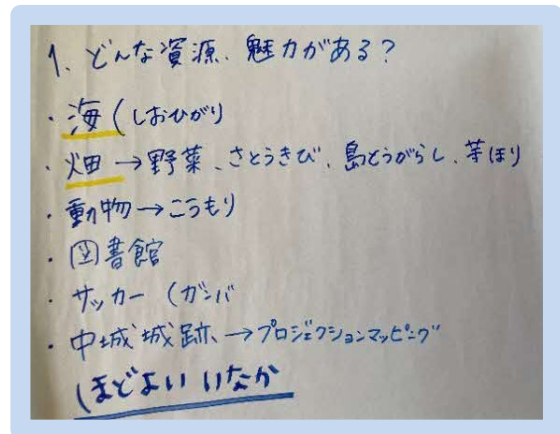 1、どんな資源、魅力がある？
・海（しおひがり
・畑→野菜、さとうきび、島とうがらし、芋ほり
・動物→こうもり
・図書館
・サッカー（ガンバ
・中城城跡、→プロジェクションマッピング
（ほどよい いなか